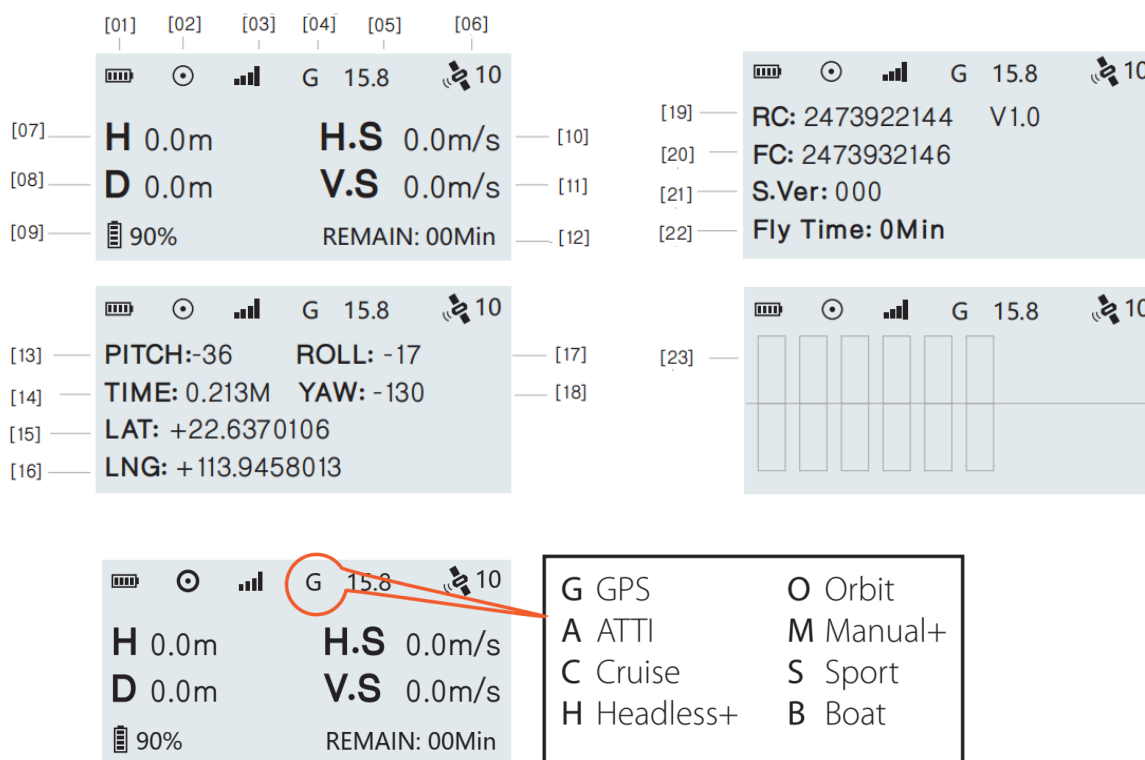 [01] [02] [03] [04] [05] [06]
G 15.8 10
[07] H 0.0m H.S 0.0m/s [10]
[08] D 0.0m V.S 0.0m/s [11]
[09] 90% REMAIN: 00Min [12]
G 15.8 10
[19] RC: 2473922144 V1.0
[20] FC: 2473932146
[21] S.Ver: 000
[22] Fly Time: 0Min
G 15.8 10
[13] PITCH:-36 ROLL: -17 [17]
[14] TIME: 0.213M YAW: -130 [18]
[15] LAT: +22.6370106
[16] LNG: +113.9458013
G 15.8 10
[23]
G 15.8 10
H 0.0m H.S 0.0m/s
D 0.0m V.S 0.0m/s
90% REMAIN: 00Min
G GPS O Orbit
A ATTI M Manual+
C Cruise S Sport
H Headless+ B Boat